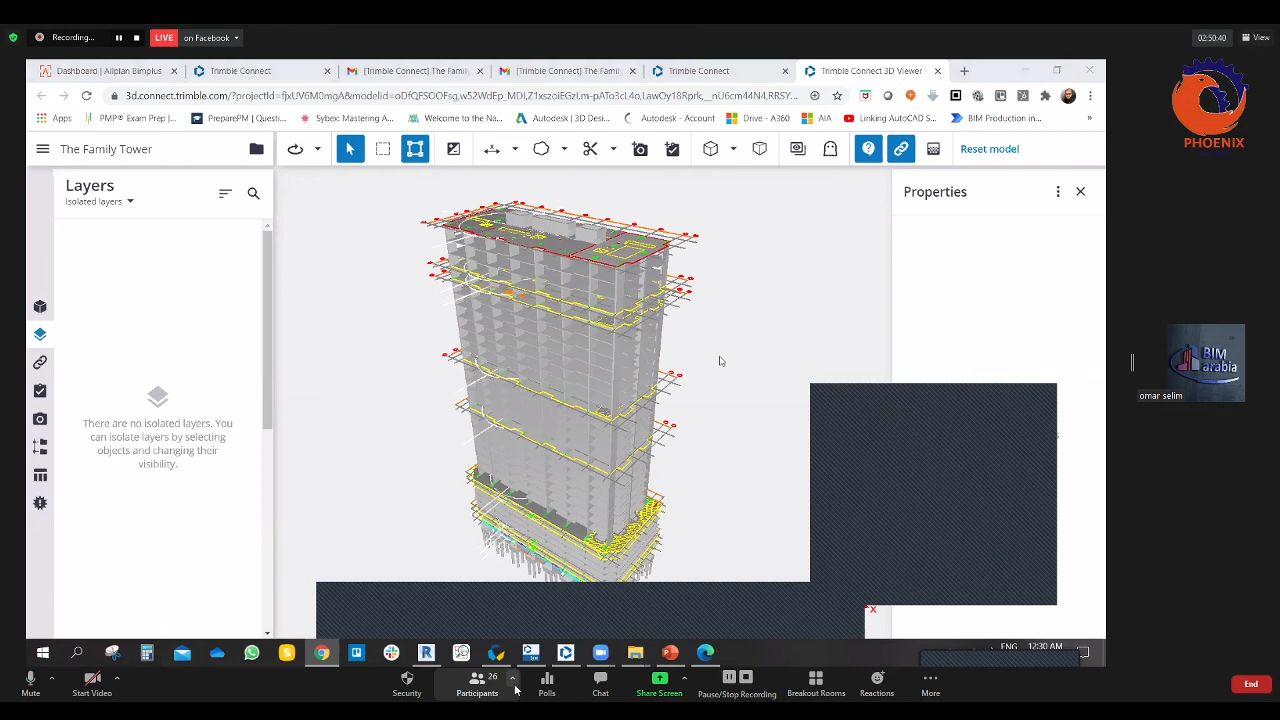 Recording...
LIVE
on Facebook
02:50:40
View
Dashboard | Allplan Bimplus
Trimble Connect
[Trimble Connect] The Famil
[Trimble Connect] The Famil
Trimble Connect
Trimble Connect 3D Viewer -
Apps
PMP® Exam Prep |...
PreparePM | Questi...
Sybec Mastering A...
Welcome to the Na...
Autodesk | 3D Desi...
Autodesk - Account
Drive - A360
AIA
Linking AutoCAD S...
BIM Production in...
»
PHOENIX
The Family Tower
Reset model
Layers
Isolated layers
Properties
There are no isolated layers. You
can isolate layers by selecting
objects and changing their
visibility.
BIM
arabia
omar selim
X
ENG
12:30 AM
Mute
Start Video
Security
Participants
26
Polls
Chat
Share Screen
Pause/Stop Recording
Breakout Rooms
Reactions
More
End